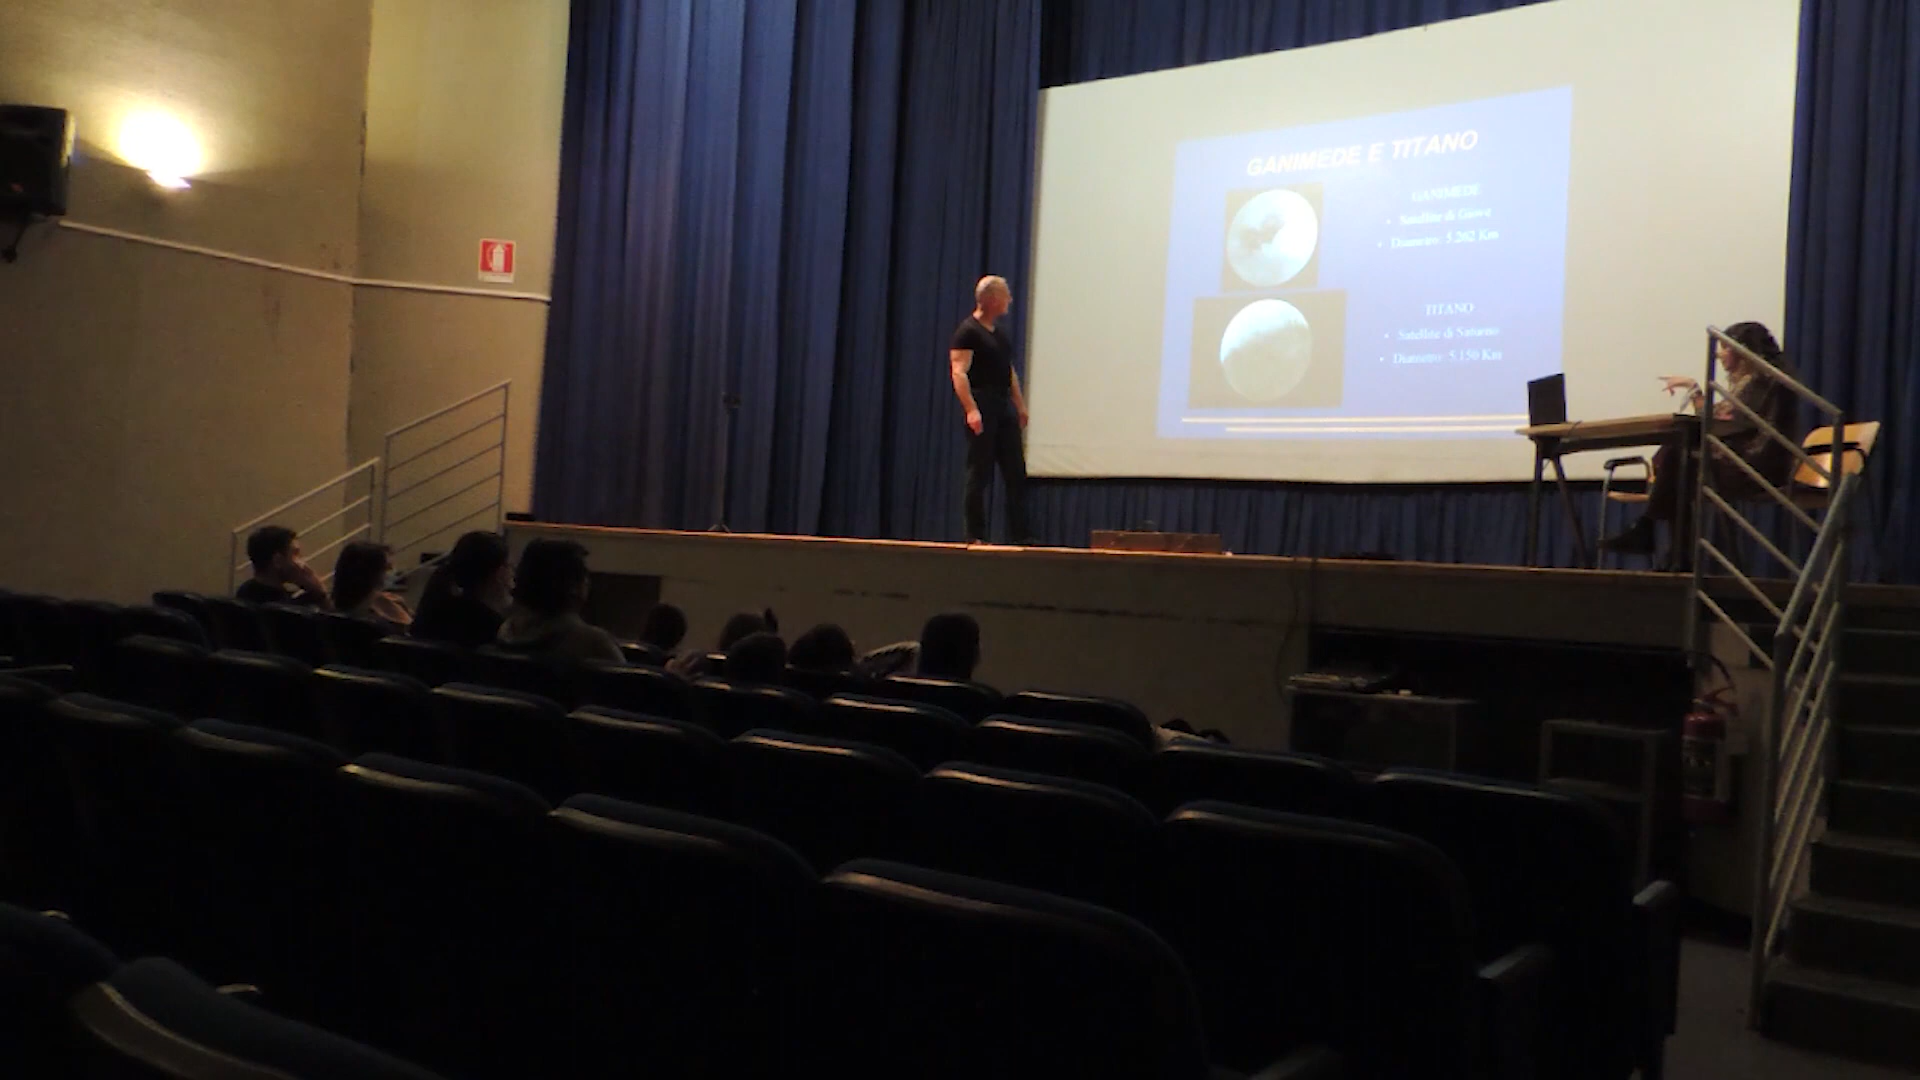 GANIMEDE E TITANO
GANIMEDE
• Satellite di Giove
• Diametro: 5.262 Km
TITANO
• Satellite di Saturno
• Diametro: 5.150 Km